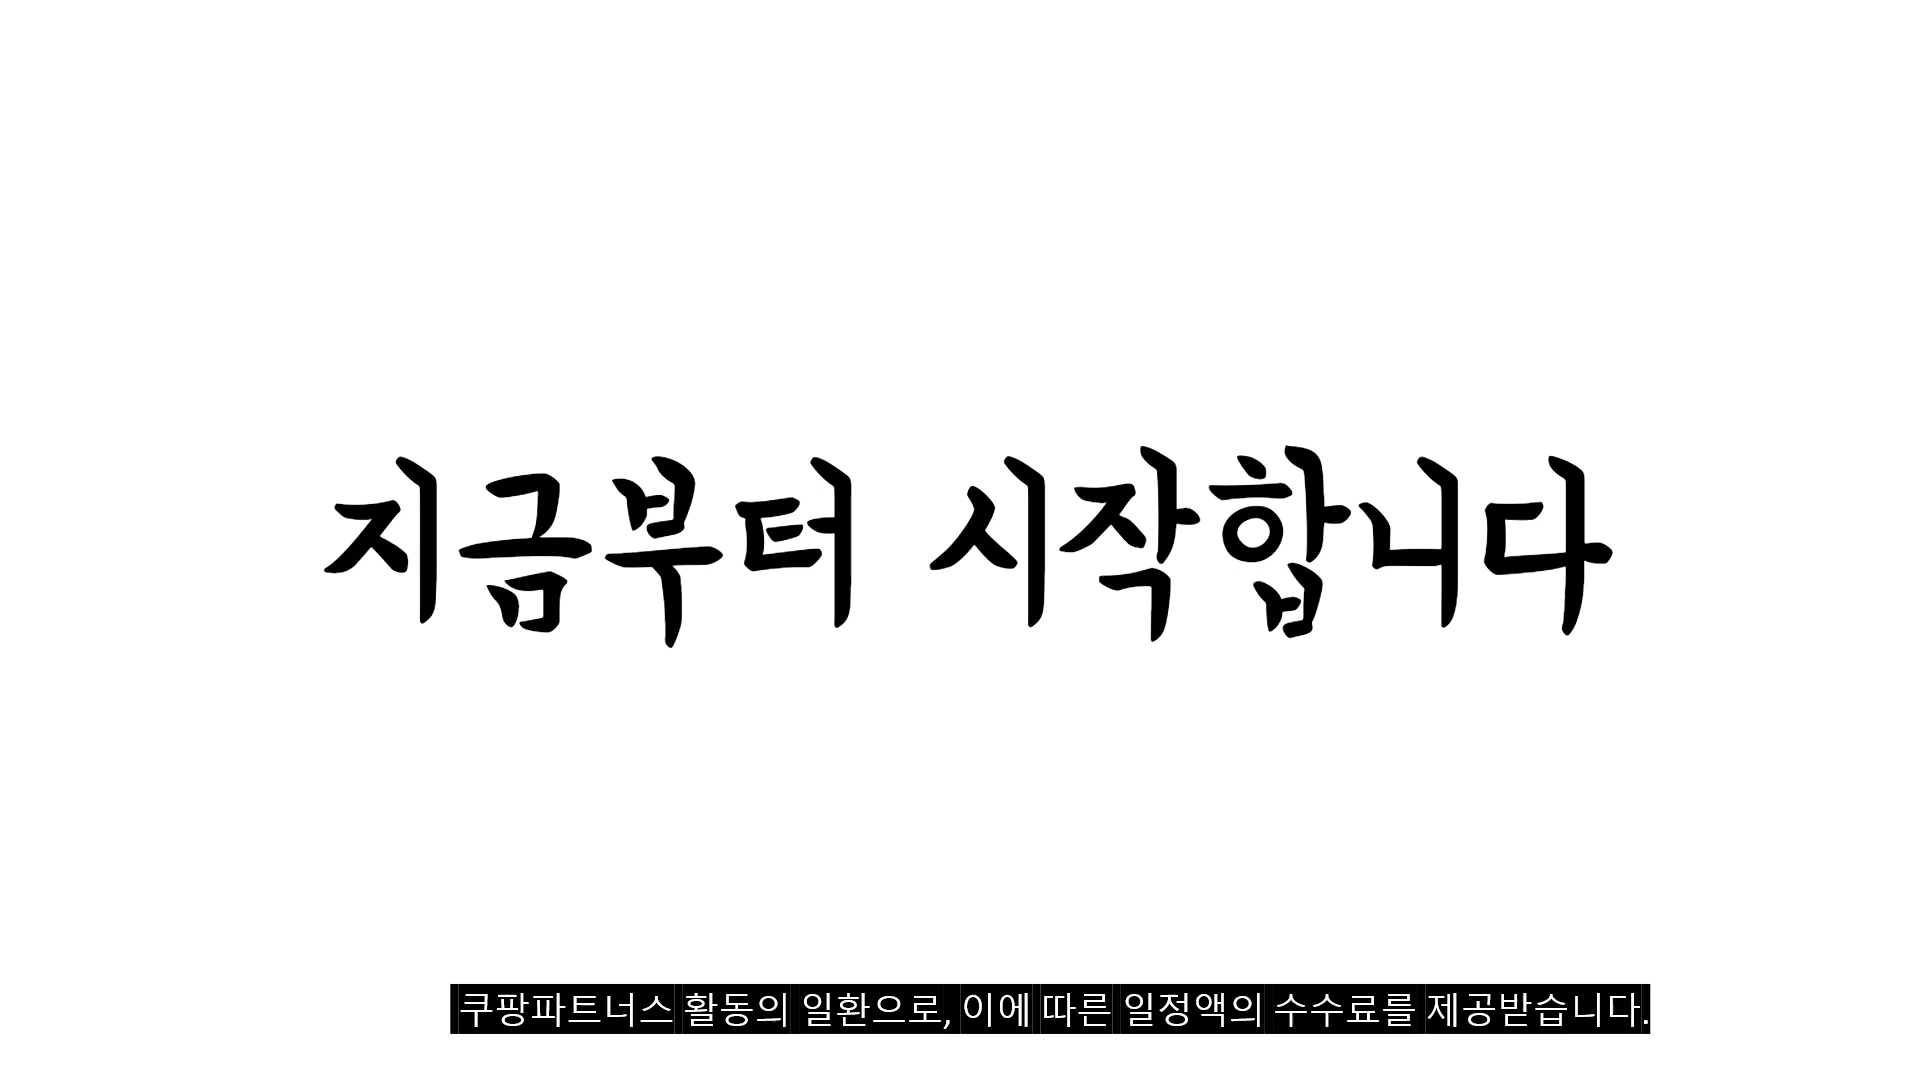 지금부터 시작합니다
쿠팡파트너스 활동의 일환으로, 이에 따른 일정액의 수수료를 제공받습니다.